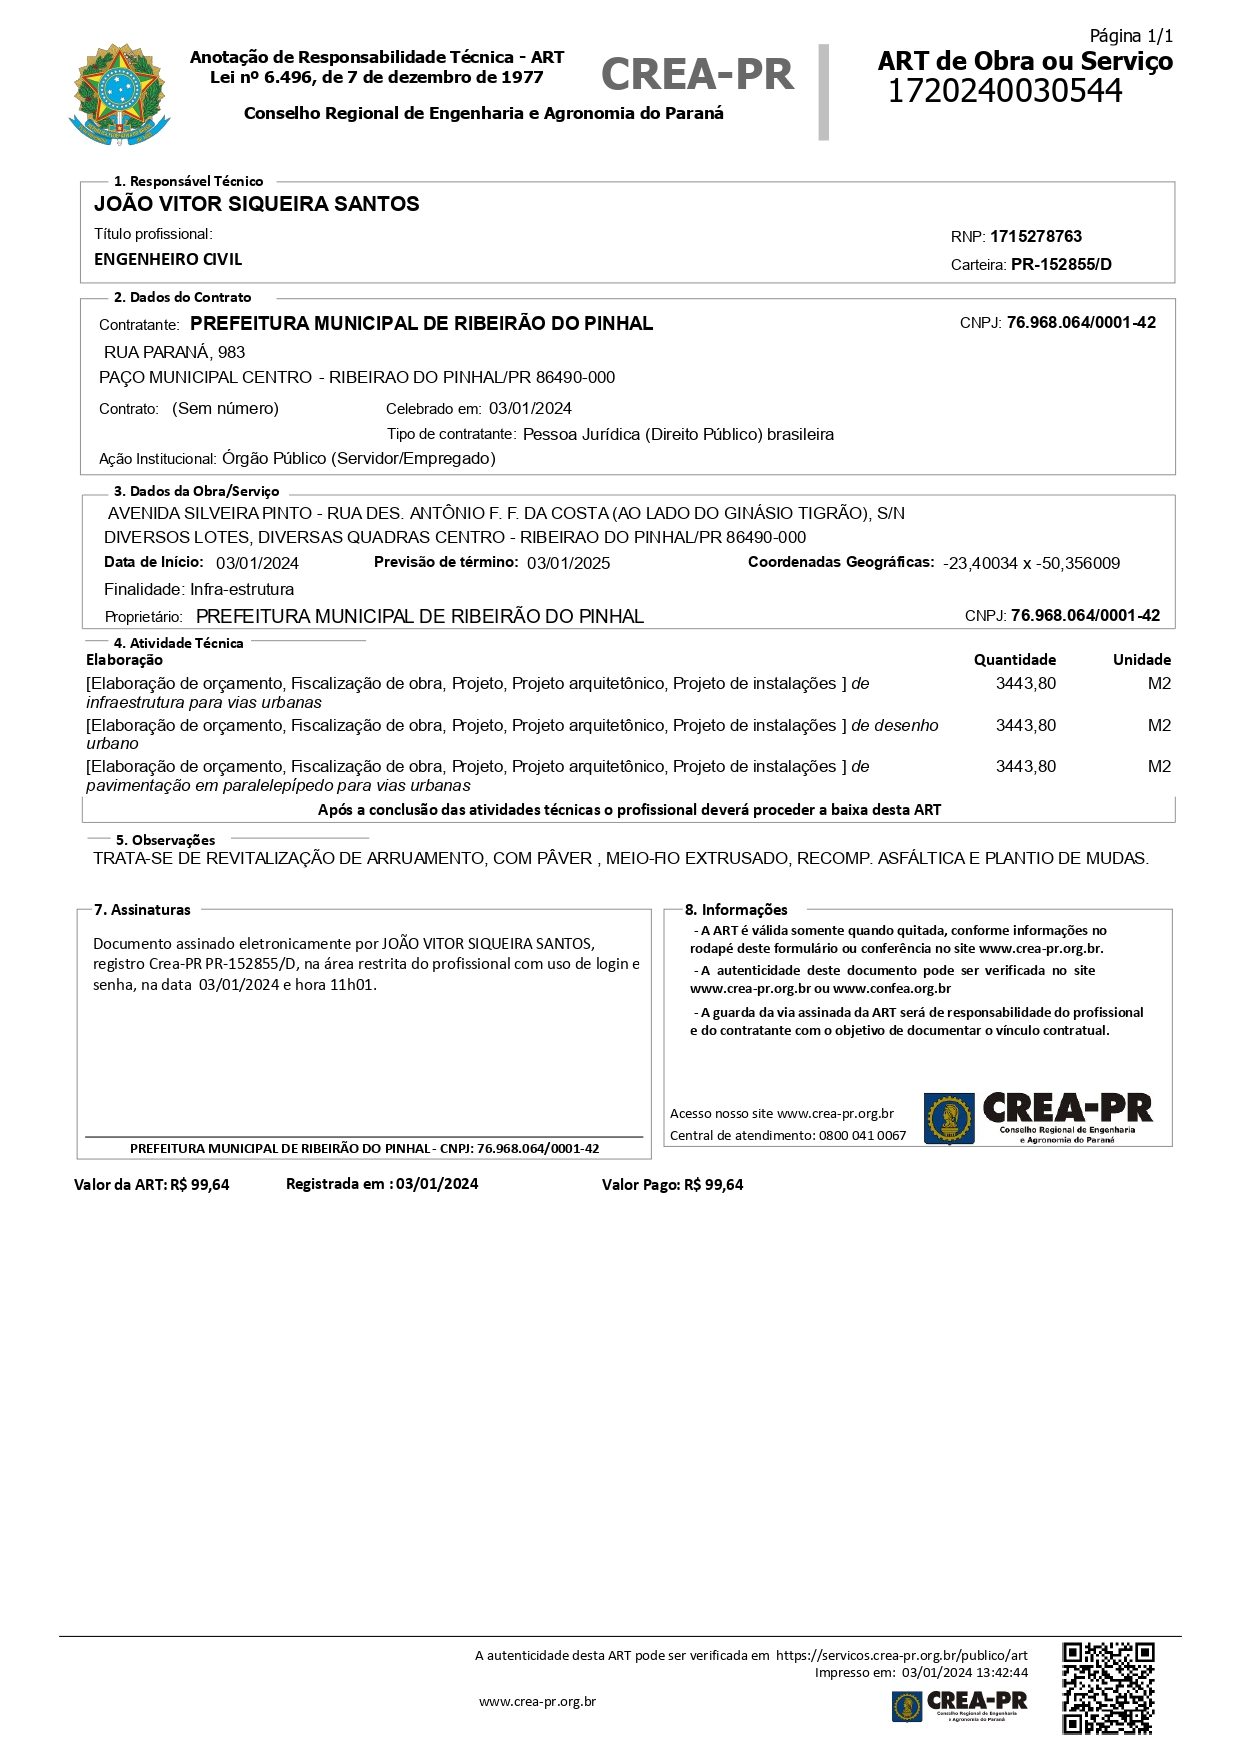 Página 1/1
Anotação de Responsabilidade Técnica - ART
Lei nº 6.496, de 7 de dezembro de 1977
CREA-PR
ART de Obra ou Serviço
1720240030544
Conselho Regional de Engenharia e Agronomia do Paraná
1. Responsável Técnico
JOÃO VITOR SIQUEIRA SANTOS
Título profissional:
RNP: 1715278763
ENGENHEIRO CIVIL
Carteira: PR-152855/D
2. Dados do Contrato
Contratante: PREFEITURA MUNICIPAL DE RIBEIRÃO DO PINHAL CNPJ: 76.968.064/0001-42
RUA PARANÁ, 983
PAÇO MUNICIPAL CENTRO - RIBEIRAO DO PINHAL/PR 86490-000
Contrato: (Sem número) Celebrado em: 03/01/2024
Tipo de contratante: Pessoa Jurídica (Direito Público) brasileira
Ação Institucional: Órgão Público (Servidor/Empregado)
3. Dados da Obra/Serviço
AVENIDA SILVEIRA PINTO - RUA DES. ANTÔNIO F. F. DA COSTA (AO LADO DO GINÁSIO TIGRÃO), S/N
DIVERSOS LOTES, DIVERSAS QUADRAS CENTRO - RIBEIRAO DO PINHAL/PR 86490-000
Data de Início: 03/01/2024 Previsão de término: 03/01/2025 Coordenadas Geográficas: -23,40034 x -50,356009
Finalidade: Infra-estrutura
Proprietário: PREFEITURA MUNICIPAL DE RIBEIRÃO DO PINHAL CNPJ: 76.968.064/0001-42
4. Atividade Técnica
Elaboração Quantidade Unidade
[Elaboração de orçamento, Fiscalização de obra, Projeto, Projeto arquitetônico, Projeto de instalações ] de 3443,80 M2
infraestrutura para vias urbanas
[Elaboração de orçamento, Fiscalização de obra, Projeto, Projeto arquitetônico, Projeto de instalações ] de desenho 3443,80 M2
urbano
[Elaboração de orçamento, Fiscalização de obra, Projeto, Projeto arquitetônico, Projeto de instalações ] de 3443,80 M2
pavimentação em paralelepípedo para vias urbanas
Após a conclusão das atividades técnicas o profissional deverá proceder a baixa desta ART
5. Observações
TRATA-SE DE REVITALIZAÇÃO DE ARRUAMENTO, COM PÂVER , MEIO-FIO EXTRUSADO, RECOMP. ASFÁLTICA E PLANTIO DE MUDAS.
7. Assinaturas
Documento assinado eletronicamente por JOÃO VITOR SIQUEIRA SANTOS,
registro Crea-PR PR-152855/D, na área restrita do profissional com uso de login e
senha, na data 03/01/2024 e hora 11h01.
PREFEITURA MUNICIPAL DE RIBEIRÃO DO PINHAL - CNPJ: 76.968.064/0001-42
8. Informações
- A ART é válida somente quando quitada, conforme informações no
rodapé deste formulário ou conferência no site www.crea-pr.org.br.
- A autenticidade deste documento pode ser verificada no site
www.crea-pr.org.br ou www.confea.org.br
- A guarda da via assinada da ART será de responsabilidade do profissional
e do contratante com o objetivo de documentar o vínculo contratual.
Acesso nosso site www.crea-pr.org.br
Central de atendimento: 0800 041 0067
CREA-PR
Conselho Regional de Engenharia
e Agronomia do Paraná
Valor da ART: R$ 99,64 Registrada em : 03/01/2024 Valor Pago: R$ 99,64
A autenticidade desta ART pode ser verificada em https://servicos.crea-pr.org.br/publico/art
Impresso em: 03/01/2024 13:42:44
www.crea-pr.org.br
CREA-PR
Conselho Regional de Engenharia
e Agronomia do Paraná